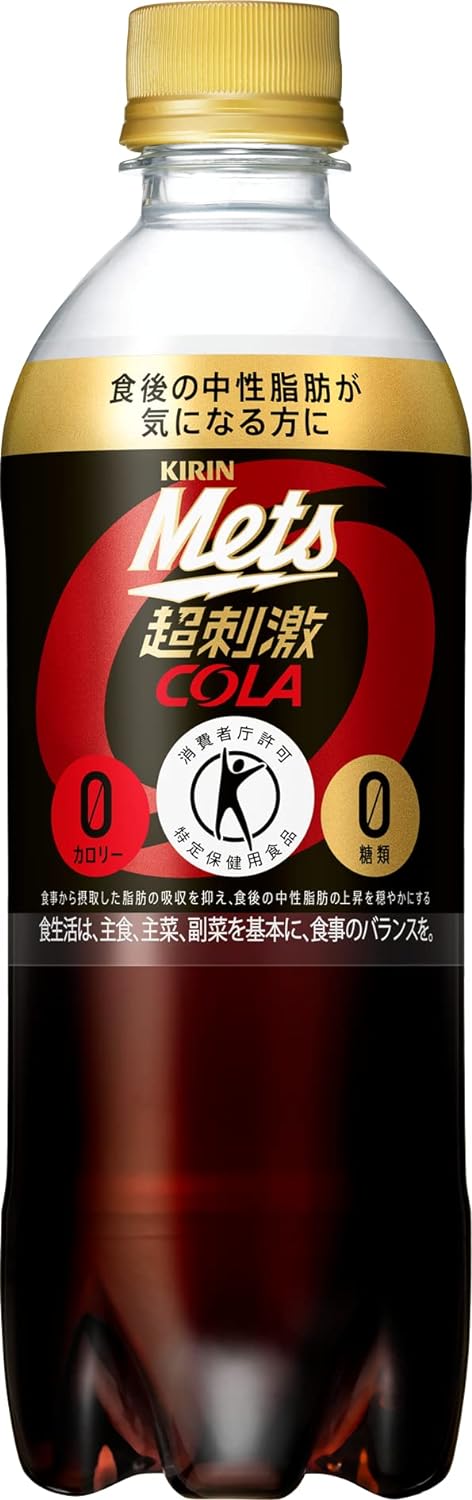 食後の中性脂肪が
気になる方に
KIRIN
Mets
超刺激
COLA
消費者庁許可
特定保健用食品
0
カロリー
0
糖類
食事から摂取した脂肪の吸収を抑え、食後の中性脂肪の上昇を穏やかにする
食生活は、主食、主菜、副菜を基本に、食事のバランスを。